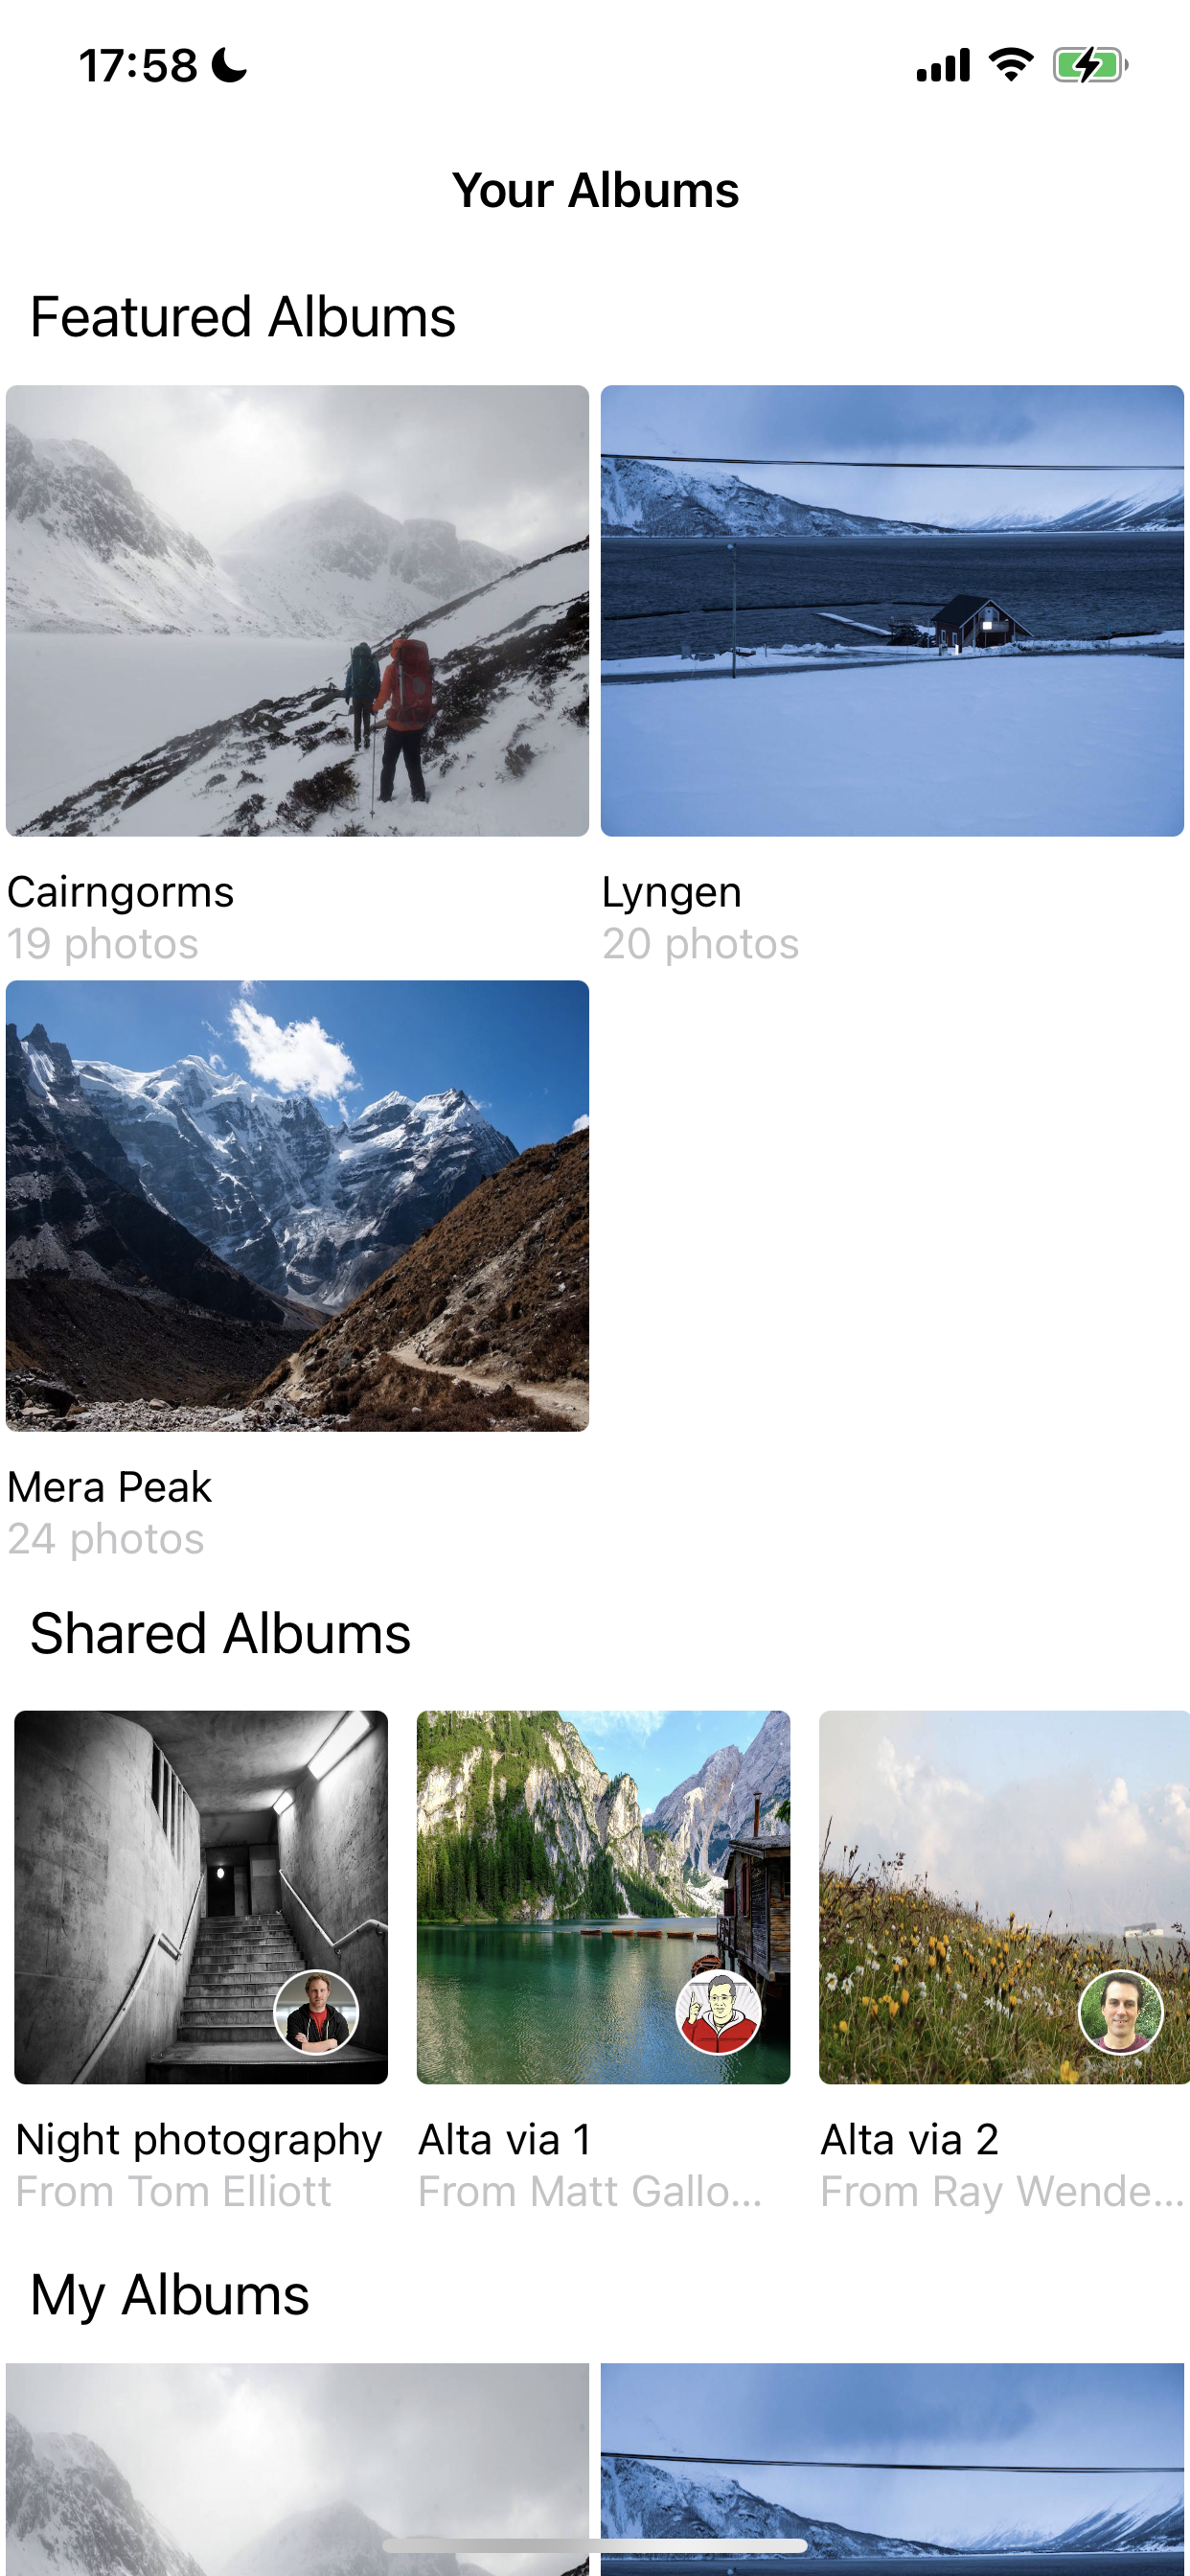 17:58
Your Albums
Featured Albums
Cairngorms
19 photos
Lyngen
20 photos
Mera Peak
24 photos
Shared Albums
Night photography
From Tom Elliott
Alta via 1
From Matt Gallo...
Alta via 2
From Ray Wende...
My Albums